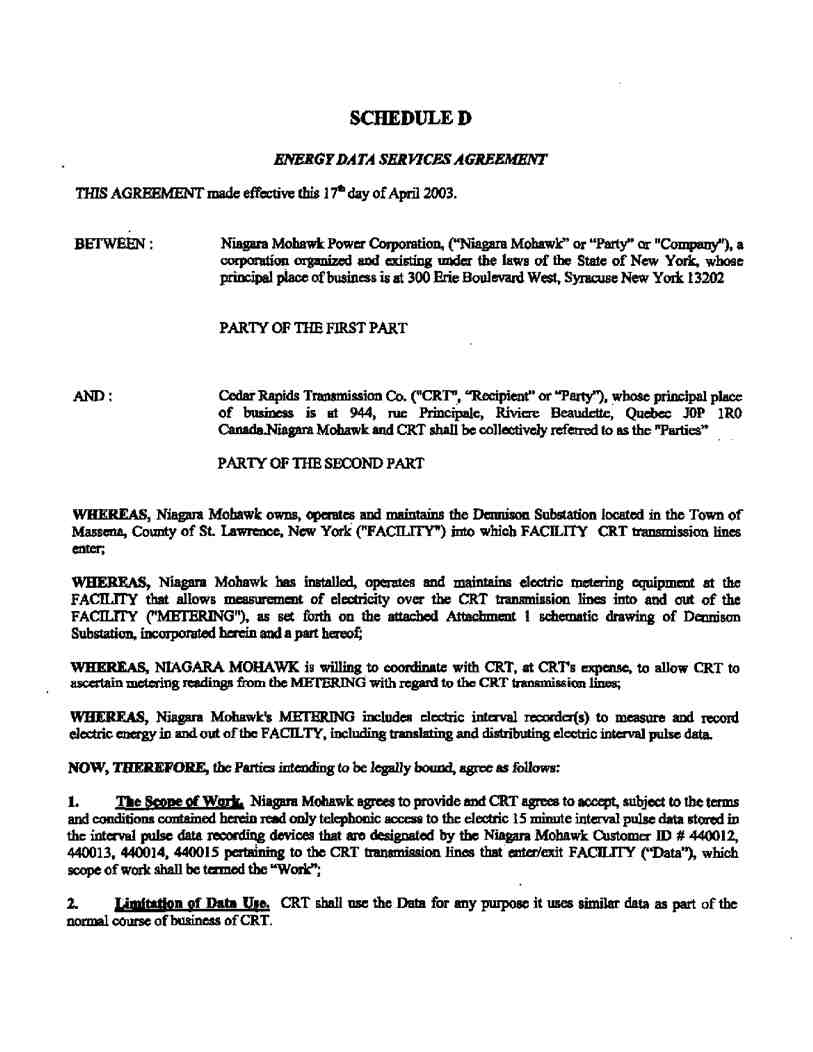 SCHEDULE D
ENERGY DATA SERVICES AGREEMENT
THIS AGREEMENT made effective this 17th day of April 2003.
BETWEEN : Niagara Mohawk Power Corporation, ("Niagara Mohawk" or "Party" or "Company"), a
corporation organized and existing under the laws of the State of New York, whose
principal place of business is at 300 Erie Boulevard West, Syracuse New York 13202
PARTY OF THE FIRST PART
AND : Cedar Rapids Transmission Co. ("CRT", "Recipient" or "Party"), whose principal place
of business is at 944, rue Principale, Riviere Beaudette, Quebec J0P 1R0
Canada.Niagara Mohawk and CRT shall be collectively referred to as the "Parties"
PARTY OF THE SECOND PART
WHEREAS, Niagara Mohawk owns, operates and maintains the Dennison Substation located in the Town of
Massena, County of St. Lawrence, New York ("FACILITY") into which FACILITY CRT transmission lines
enter;
WHEREAS, Niagara Mohawk has installed, operates and maintains electric metering equipment at the
FACILITY that allows measurement of electricity over the CRT transmission lines into and out of the
FACILITY ("METERING"), as set forth on the attached Attachment 1 schematic drawing of Dennison
Substation, incorporated herein and a part hereof;
WHEREAS, NIAGARA MOHAWK is willing to coordinate with CRT, at CRT's expense, to allow CRT to
ascertain metering readings from the METERING with regard to the CRT transmission lines;
WHEREAS, Niagara Mohawk's METERING includes electric interval recorder(s) to measure and record
electric energy in and out of the FACILTY, including translating and distributing electric interval pulse data.
NOW, THEREFORE, the Parties intending to be legally bound, agree as follows:
1. The Scope of Work. Niagara Mohawk agrees to provide and CRT agrees to accept, subject to the terms
and conditions contained herein read only telephonic access to the electric 15 minute interval pulse data stored in
the interval pulse data recording devices that are designated by the Niagara Mohawk Customer ID # 440012,
440013, 440014, 440015 pertaining to the CRT transmission lines that enter/exit FACILITY ("Data"), which
scope of work shall be termed the "Work";
2. Limitation of Data Use. CRT shall use the Data for any purpose it uses similar data as part of the
normal course of business of CRT.